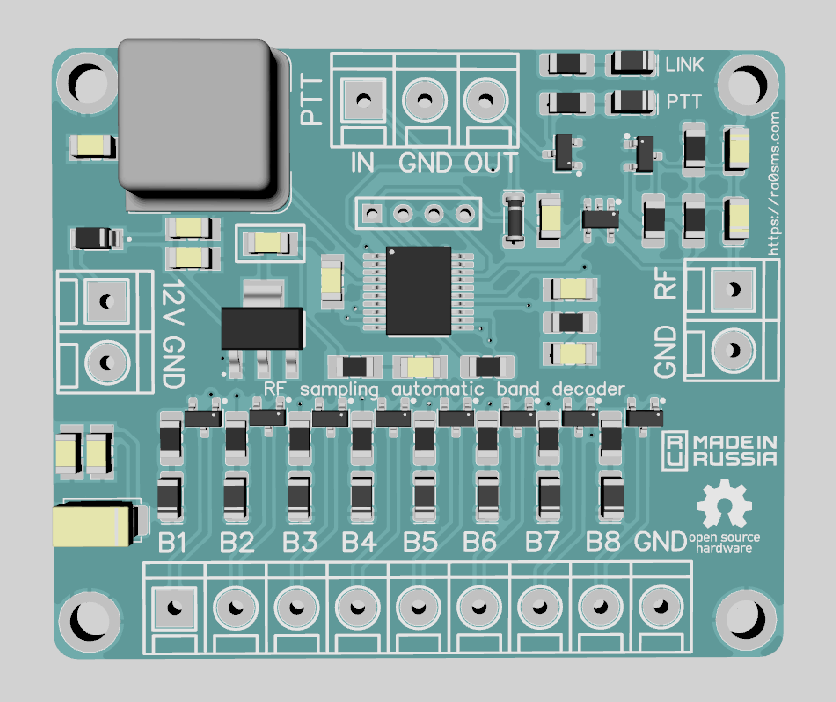 LINK
PTT
PTT
IN GND OUT
https://ra0sms.com
12V GND
RF
GND
RF sampling automatic band decoder
RU MADE IN
RUSSIA
B1 B2 B3 B4 B5 B6 B7 B8 GND
open source
hardware